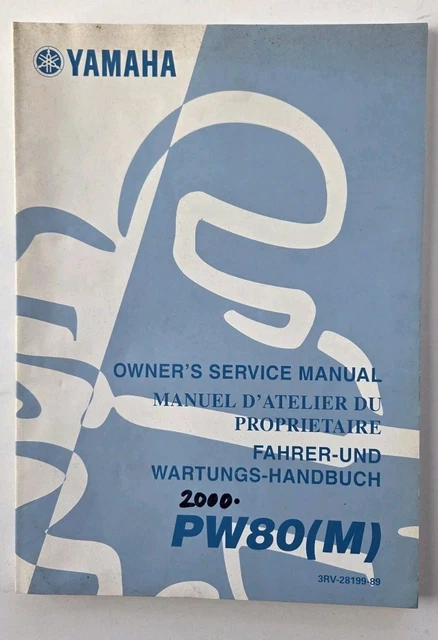 YAMAHA
OWNER'S SERVICE MANUAL
MANUEL D'ATELIER DU
PROPRIETAIRE
FAHRER-UND
WARTUNGS-HANDBUCH
2000.
PW80(M)
3RV-28199-89